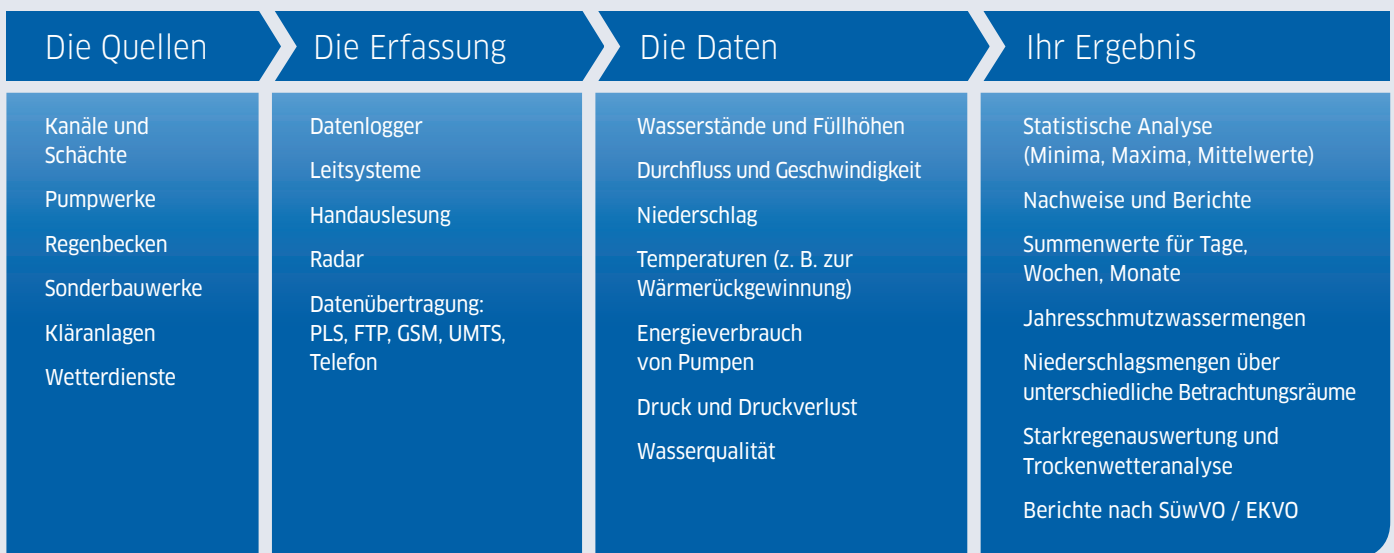 Die Quellen
Kanäle und
Schächte
Pumpwerke
Regenbecken
Sonderbauwerke
Kläranlagen
Wetterdienste
Die Erfassung
Datenlogger
Leitsysteme
Handauslesung
Radar
Datenübertragung:
PLS, FTP, GSM, UMTS,
Telefon
Die Daten
Wasserstände und Füllhöhen
Durchfluss und Geschwindigkeit
Niederschlag
Temperaturen (z. B. zur
Wärmerückgewinnung)
Energieverbrauch
von Pumpen
Druck und Druckverlust
Wasserqualität
Ihr Ergebnis
Statistische Analyse
(Minima, Maxima, Mittelwerte)
Nachweise und Berichte
Summenwerte für Tage,
Wochen, Monate
Jahresschmutzwassermengen
Niederschlagsmengen über
unterschiedliche Betrachtungsräume
Starkregenauswertung und
Trockenwetteranalyse
Berichte nach SüwVO / EKVO